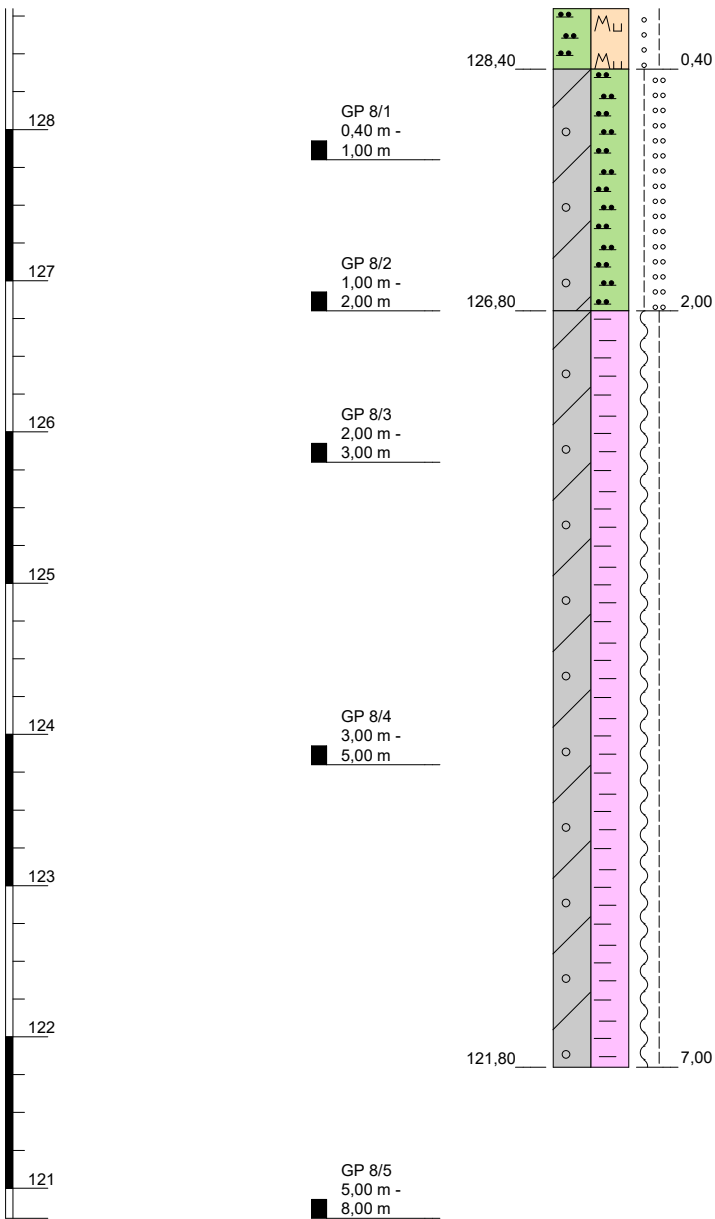 Mu
Mu
128,40
0,40
128
GP 8/1
0,40 m -
1,00 m
127
GP 8/2
1,00 m -
2,00 m
126,80
2,00
126
GP 8/3
2,00 m -
3,00 m
125
124
GP 8/4
3,00 m -
5,00 m
123
122
121,80
7,00
121
GP 8/5
5,00 m -
8,00 m